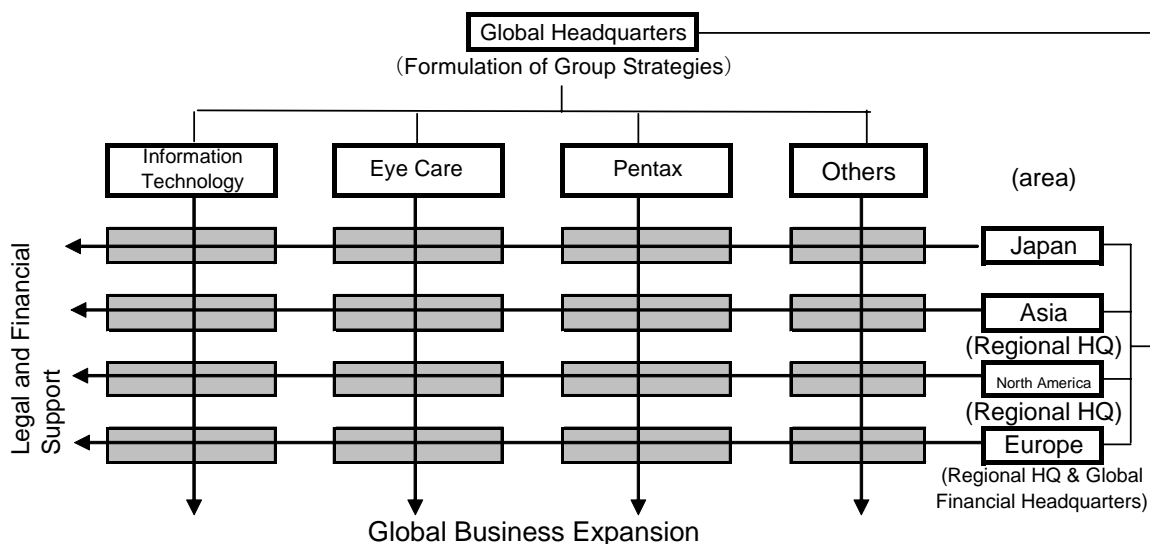 Global Headquarters
（Formulation of Group Strategies）
Information
Technology
Eye Care
Pentax
Others
(area)
Japan
Asia
(Regional HQ)
North America
(Regional HQ)
Europe
(Regional HQ & Global
Financial Headquarters)
Legal and Financial
Support
Global Business Expansion